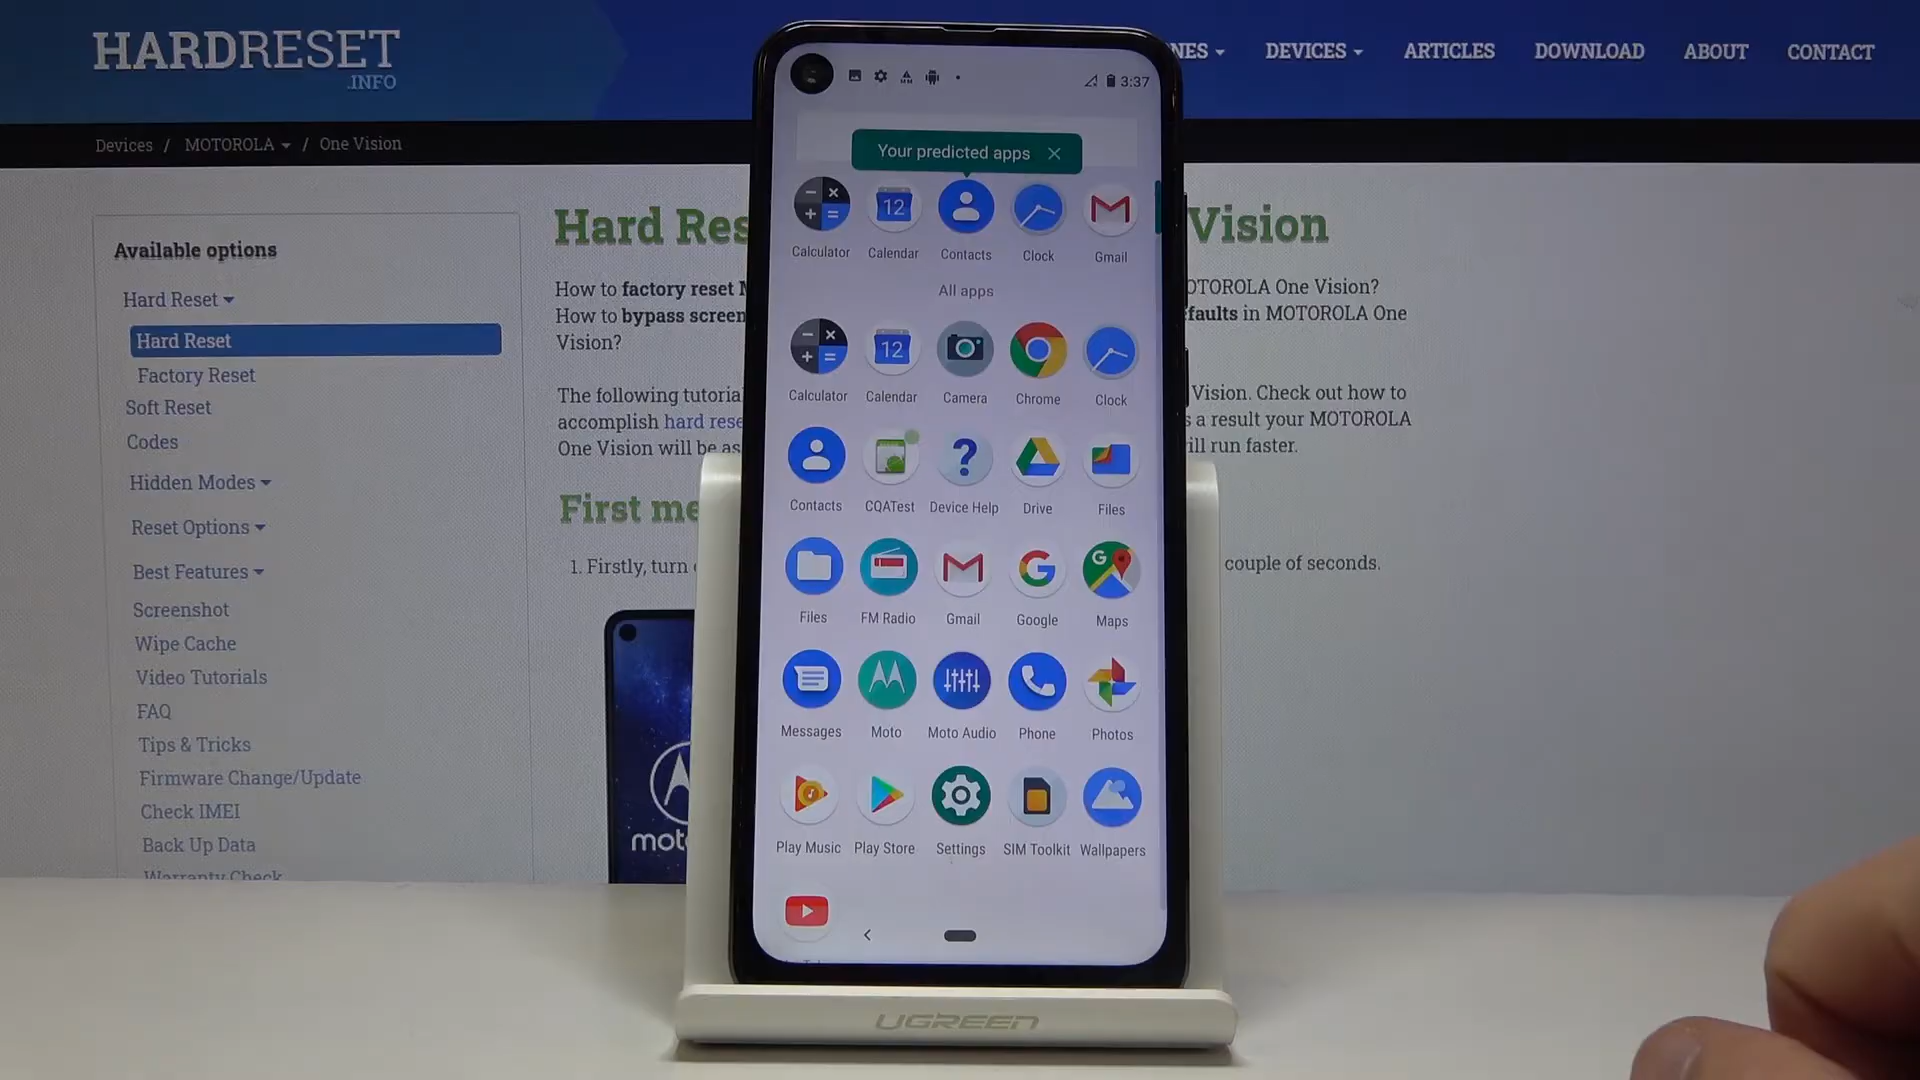 HARDRESET
.INFO
NES
DEVICES
ARTICLES
DOWNLOAD
ABOUT
CONTACT
Devices / MOTOROLA / One Vision
Available options
Hard Reset
Hard Reset
Factory Reset
Soft Reset
Codes
Hidden Modes
Reset Options
Best Features
Screenshot
Wipe Cache
Video Tutorials
FAQ
Tips & Tricks
Firmware Change/Update
Check IMEI
Back Up Data
Warranty Check
Hard Res
Vision
How to factory reset M
OTOROLA One Vision?
How to bypass screen
faults in MOTOROLA One
Vision?
The following tutoria
Vision. Check out how to
accomplish hard rese
s a result your MOTOROLA
One Vision will be as
ill run faster.
First me
1. Firstly, turn
couple of seconds.
moto
3:37
Your predicted apps
Calculator
Calendar
12
Contacts
Clock
Gmail
All apps
Calculator
Calendar
12
Camera
Chrome
Clock
Contacts
CQATest
Device Help
Drive
Files
Files
FM Radio
Gmail
Google
Maps
Messages
Moto
Moto Audio
Phone
Photos
Play Music
Play Store
Settings
SIM Toolkit
Wallpapers
UGREEN